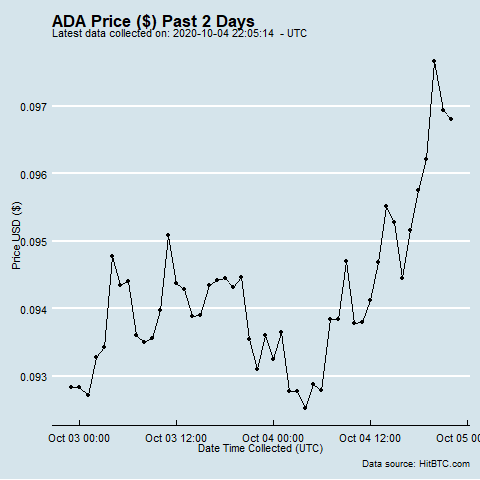 ADA Price ($) Past 2 Days
Latest data collected on: 2020-10-04 22:05:14 - UTC
0.097
0.096
0.095
0.094
0.093
Price USD ($)
Oct 03 00:00 Oct 03 12:00 Oct 04 00:00 Oct 04 12:00 Oct 05 0
Date Time Collected (UTC)
Data source: HitBTC.com